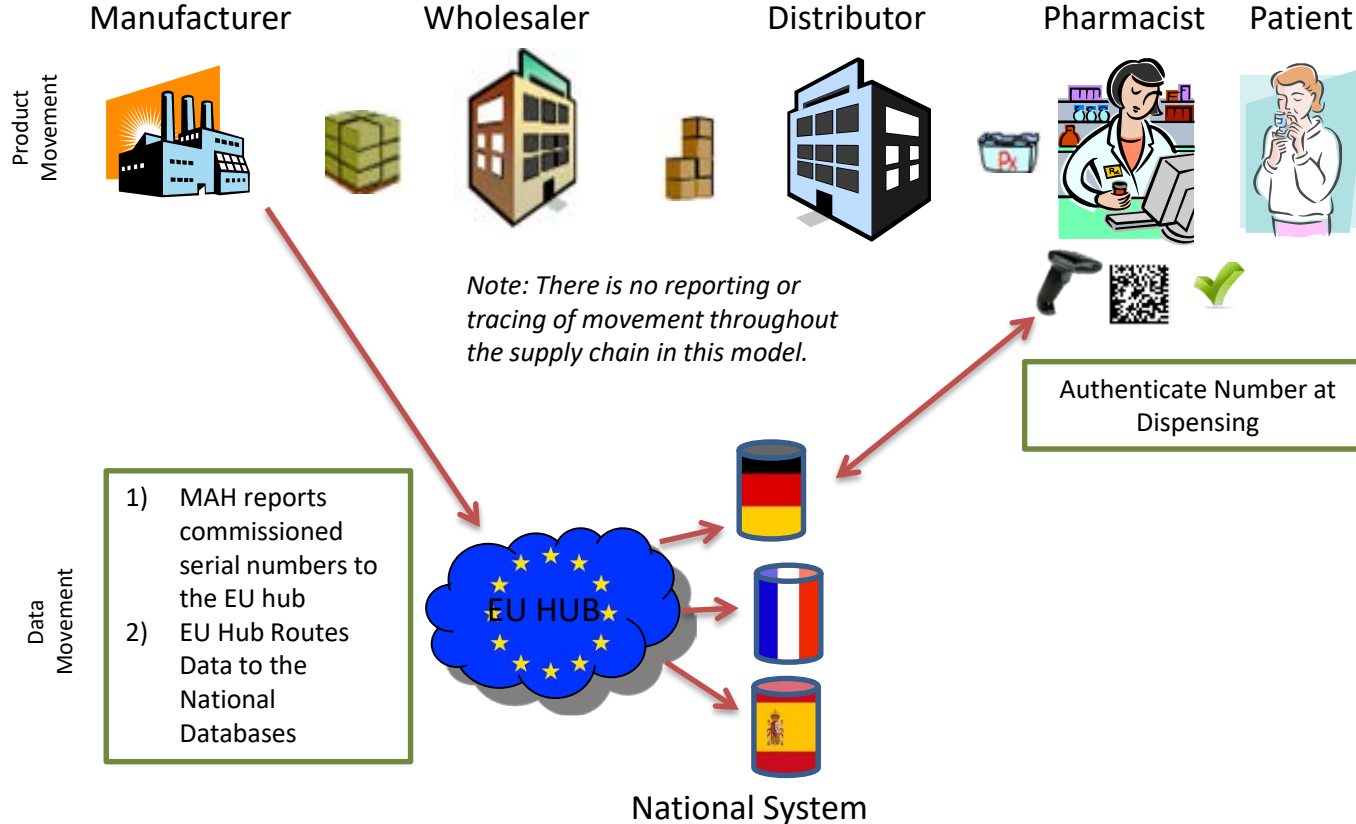 Manufacturer
Wholesaler
Distributor
Pharmacist
Patient
Product
Movement
Px
Rx
Note: There is no reporting or
tracing of movement throughout
the supply chain in this model.
Authenticate Number at
Dispensing
1) MAH reports
commissioned
serial numbers to
the EU hub
2) EU Hub Routes
Data to the
National
Databases
EU HUB
Data
Movement
National System